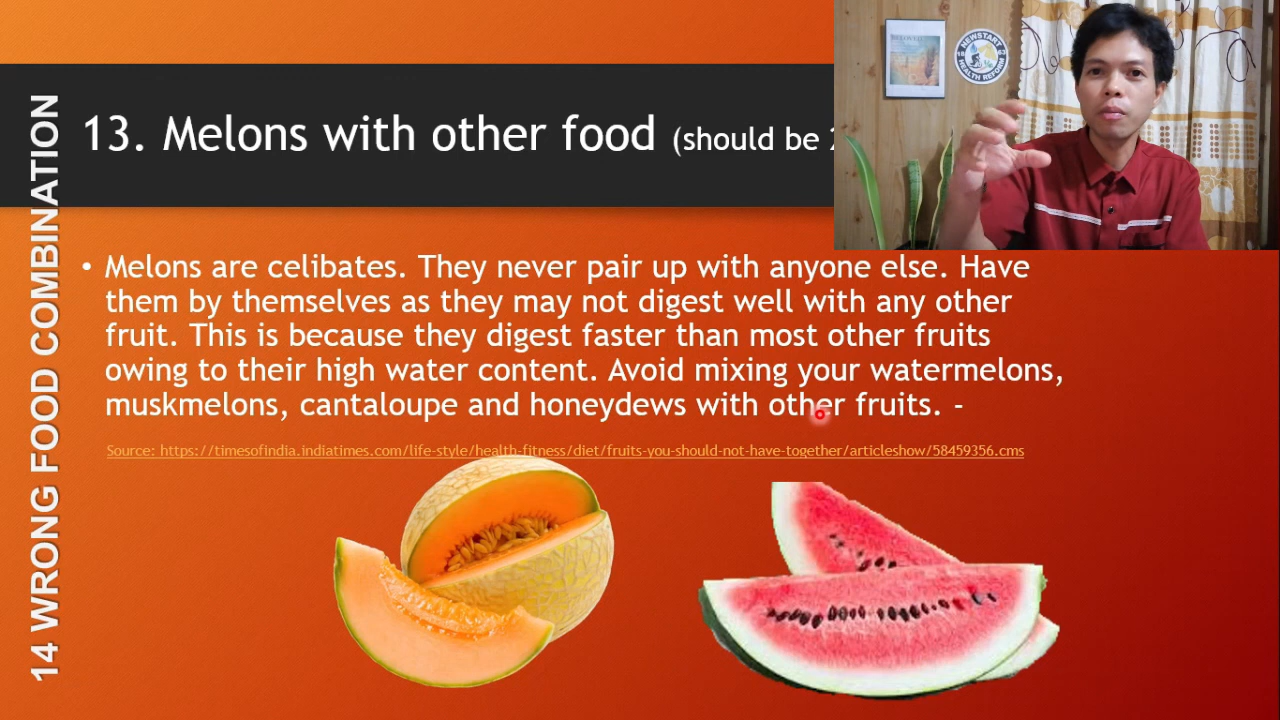 14 WRONG FOOD COMBINATION
13. Melons with other food (should be
• Melons are celibates. They never pair up with anyone else. Have
them by themselves as they may not digest well with any other
fruit. This is because they digest faster than most other fruits
owing to their high water content. Avoid mixing your watermelons,
muskmelons, cantaloupe and honeydews with other fruits. -
Source: https://timesofindia.indiatimes.com/life-style/health-fitness/diet/fruits-you-should-not-have-together/articleshow/58459356.cms
NEWSTART
HEALTH REFORM